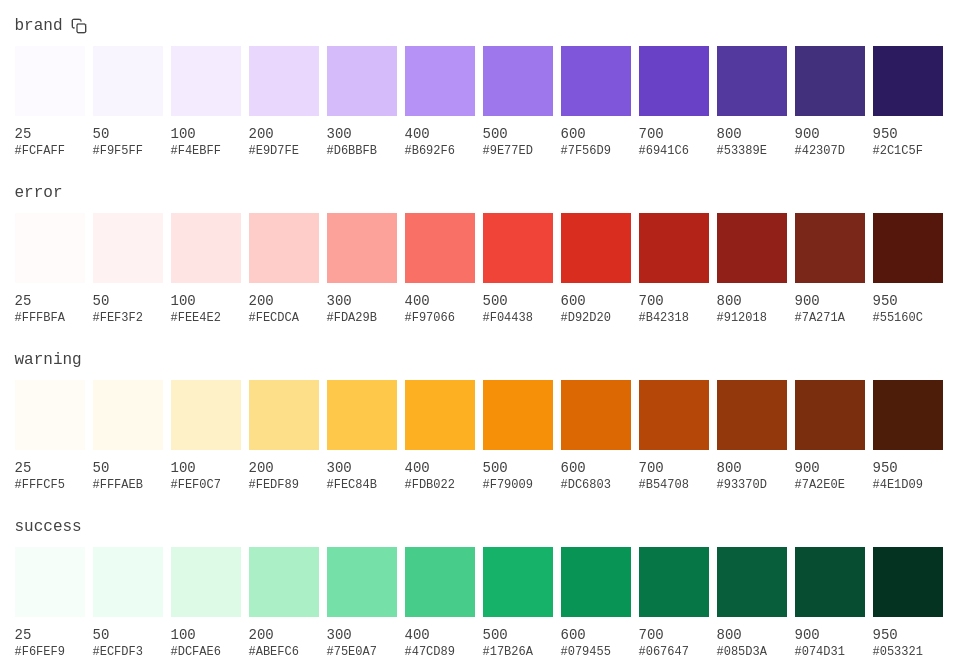 brand
25 50 100 200 300 400 500 600 700 800 900 950
#FCFAFF #F9F5FF #F4EBFF #E9D7FE #D6BBFB #B692F6 #9E77ED #7F56D9 #6941C6 #53389E #42307D #2C1C5F
error
25 50 100 200 300 400 500 600 700 800 900 950
#FFFBFA #FEF3F2 #FEE4E2 #FECDCA #FDA29B #F97066 #F04438 #D92D20 #B42318 #912018 #7A271A #55160C
warning
25 50 100 200 300 400 500 600 700 800 900 950
#FFFCF5 #FFFAEB #FEF0C7 #FEDF89 #FEC84B #FDB022 #F79009 #DC6803 #B54708 #93370D #7A2E0E #4E1D09
success
25 50 100 200 300 400 500 600 700 800 900 950
#F6FEF9 #ECFDF3 #DCFAE6 #ABEFC6 #75E0A7 #47CD89 #17B26A #079455 #067647 #085D3A #074D31 #053321